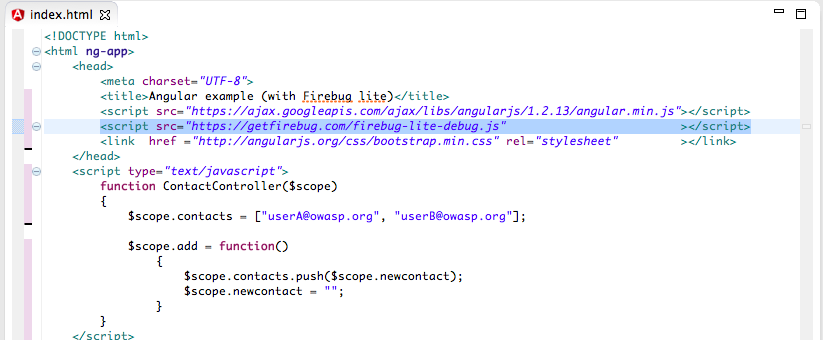 index.html
<!DOCTYPE html>
<html ng-app>
<head>
<meta charset="UTF-8">
<title>Angular example (with Firebug lite)</title>
<script src="https://ajax.googleapis.com/ajax/libs/angularjs/1.2.13/angular.min.js"></script>
<script src="https://getfirebug.com/firebug-lite-debug.js" ></script>
<link href ="http://angularjs.org/css/bootstrap.min.css" rel="stylesheet" ></link>
</head>
<script type="text/javascript">
function ContactController($scope)
{
$scope.contacts = ["userA@owasp.org", "userB@owasp.org"];
$scope.add = function()
{
$scope.contacts.push($scope.newcontact);
$scope.newcontact = "";
}
}
</script>